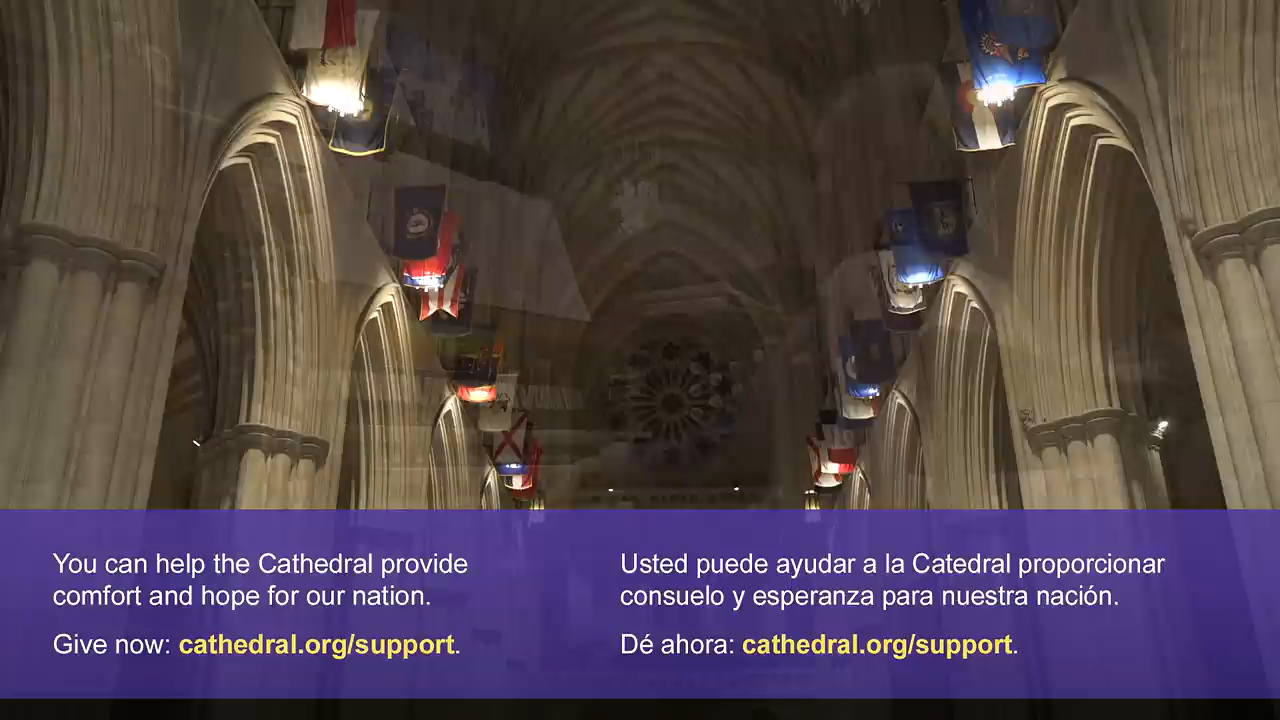 You can help the Cathedral provide
comfort and hope for our nation.
Give now: cathedral.org/support.
Usted puede ayudar a la Catedral proporcionar
consuelo y esperanza para nuestra nación.
Dé ahora: cathedral.org/support.